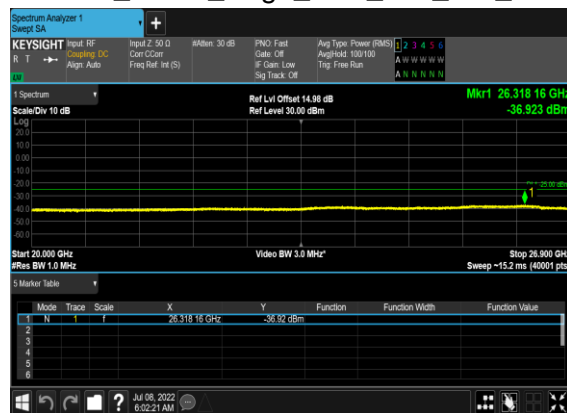 Spectrum Analyzer 1
Swept SA
+
KEYSIGHT Input: RF Input Z: 50 Ω #Atten: 30 dB PNO: Fast Avg Type: Power (RMS) 1 2 3 4 5 6
R T Coupling: DC Corr CCorr Gate: Off Avg|Hold: 100/100 A W W W W W
Align: Auto Freq Ref: Int (S) IF Gain: Low Trig: Free Run
Sig Track: Off A N N N N N
1 Spectrum Ref Lvl Offset 14.98 dB Mkr1 26.318 16 GHz
Scale/Div 10 dB Ref Level 30.00 dBm -36.923 dBm
Log
20.0
10.0
0.00
-10.0
-20.0
-25.00 dBm
1
-30.0
-40.0
-50.0
-60.0
Start 20.000 GHz Video BW 3.0 MHz* Stop 26.900 GHz
#Res BW 1.0 MHz Sweep ~15.2 ms (40001 pts)
5 Marker Table
Mode Trace Scale X Y Function Function Width Function Value
1 N 1 f 26.318 16 GHz -36.92 dBm
2
3
4
5
6
? Jul 08, 2022
6:02:21 AM